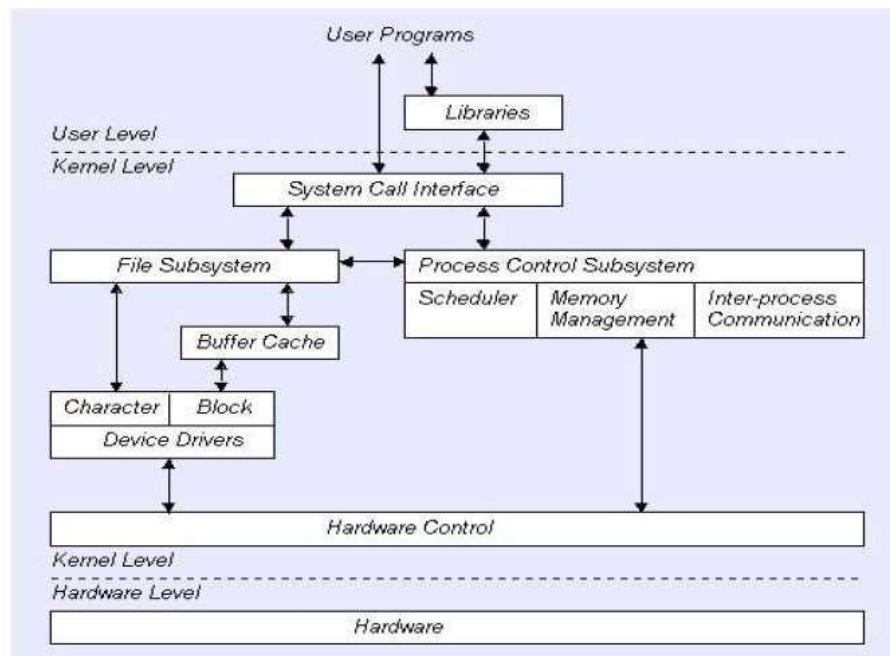 User Programs
Libraries
User Level
Kernel Level
System Call Interface
File Subsystem
Process Control Subsystem
Scheduler
Memory
Management
Inter-process
Communication
Buffer Cache
Character
Block
Device Drivers
Hardware Control
Kernel Level
Hardware Level
Hardware